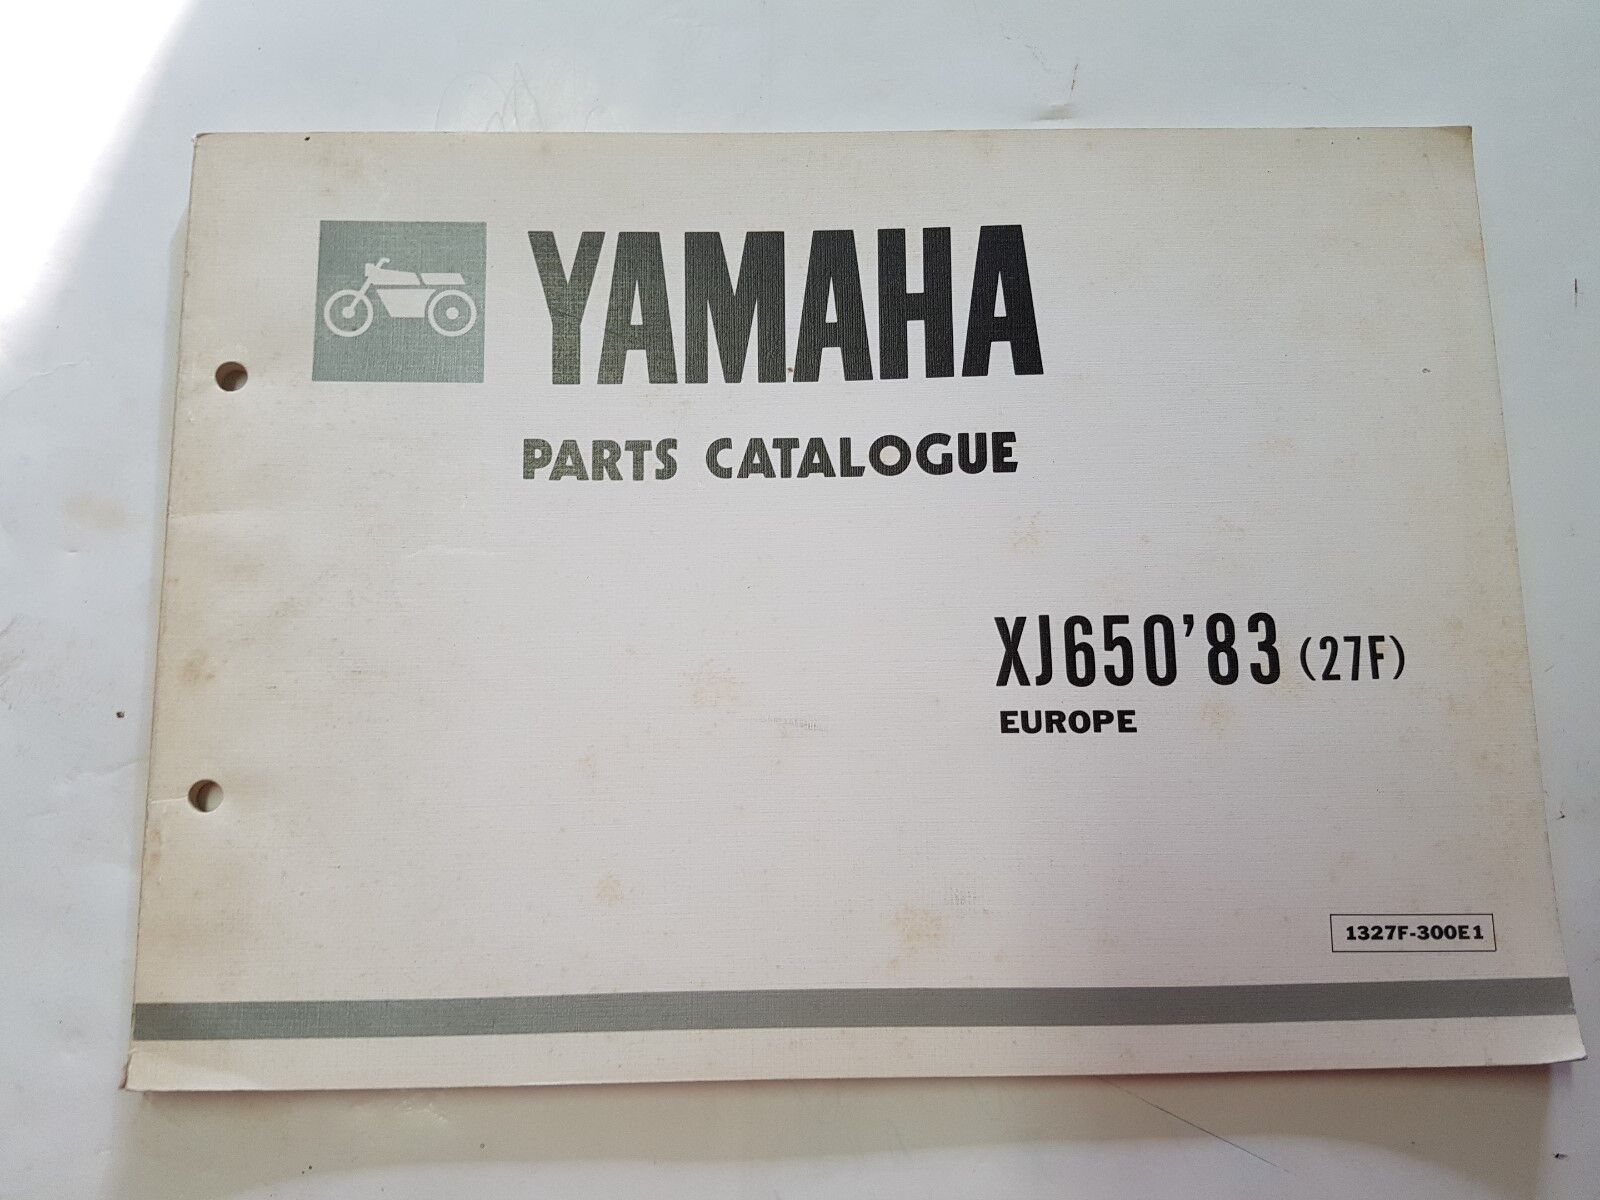 YAMAHA
PARTS CATALOGUE
XJ650'83 (27F)
EUROPE
1327F-300E1